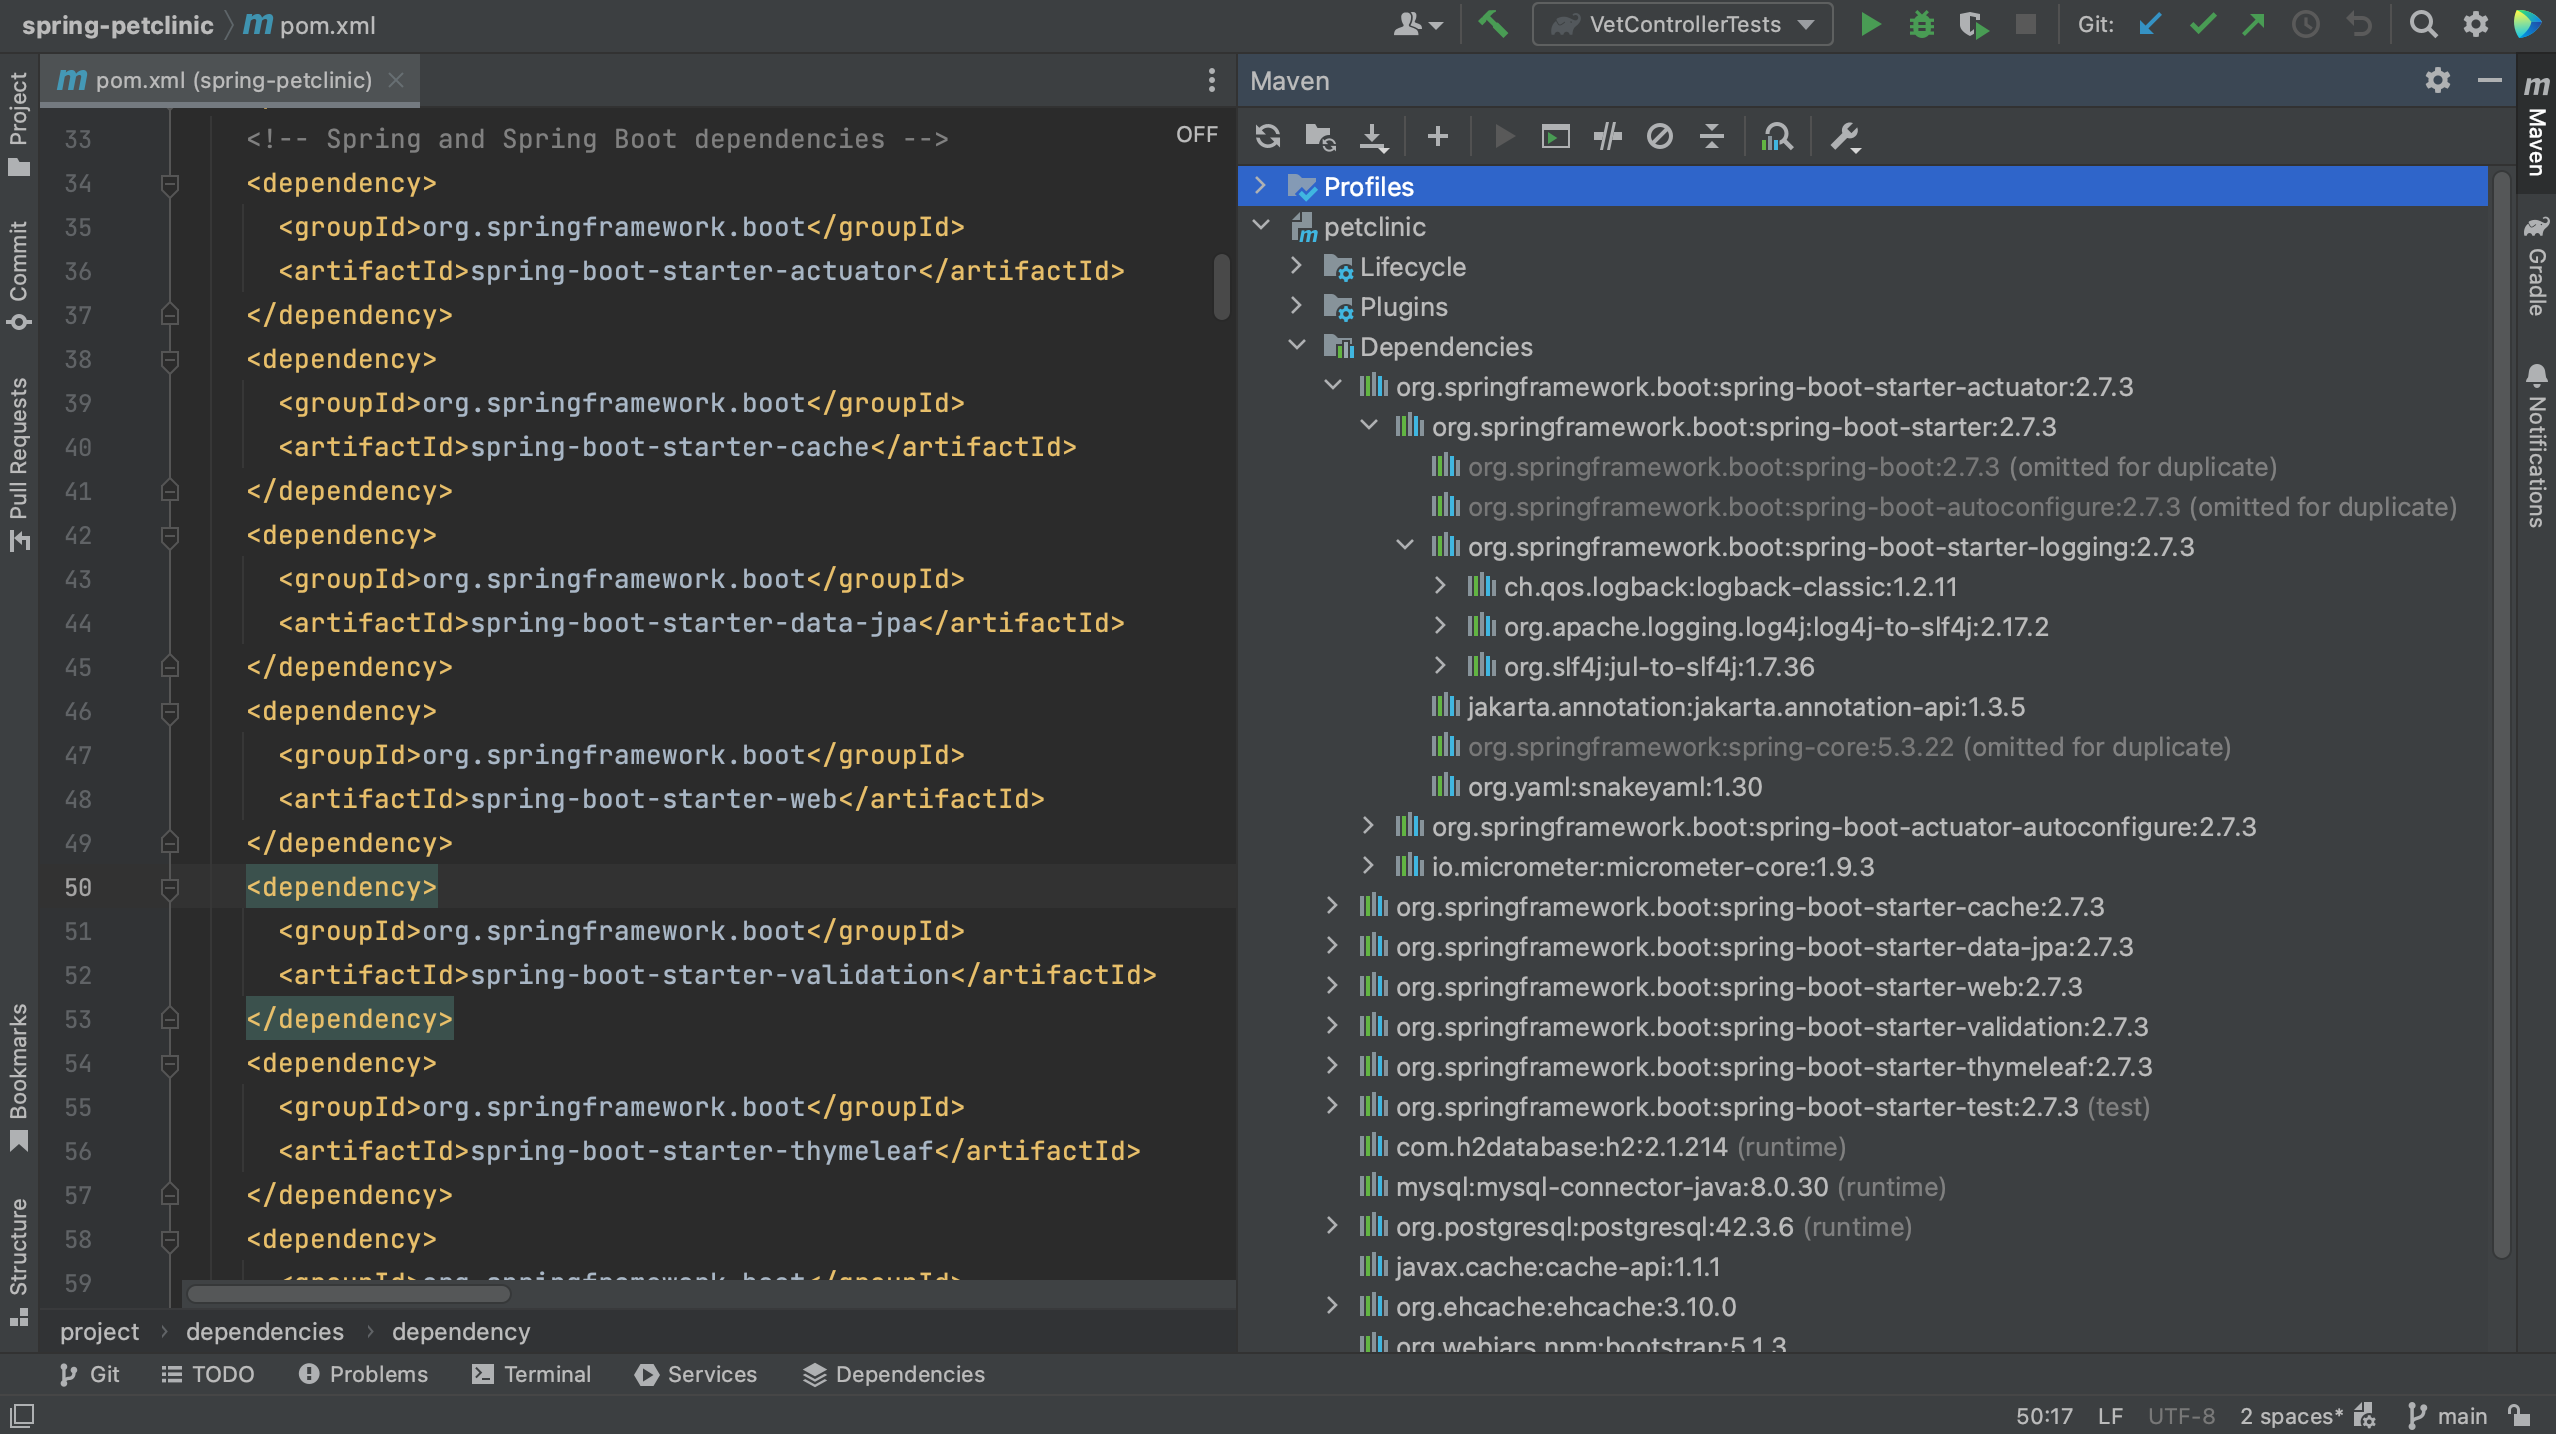 spring-petclinic
pom.xml
VetControllerTests
Git:
pom.xml (spring-petclinic)
OFF
33 <!-- Spring and Spring Boot dependencies -->
34 <dependency>
35 <groupId>org.springframework.boot</groupId>
36 <artifactId>spring-boot-starter-actuator</artifactId>
37 </dependency>
38 <dependency>
39 <groupId>org.springframework.boot</groupId>
40 <artifactId>spring-boot-starter-cache</artifactId>
41 </dependency>
42 <dependency>
43 <groupId>org.springframework.boot</groupId>
44 <artifactId>spring-boot-starter-data-jpa</artifactId>
45 </dependency>
46 <dependency>
47 <groupId>org.springframework.boot</groupId>
48 <artifactId>spring-boot-starter-web</artifactId>
49 </dependency>
50 <dependency>
51 <groupId>org.springframework.boot</groupId>
52 <artifactId>spring-boot-starter-validation</artifactId>
53 </dependency>
54 <dependency>
55 <groupId>org.springframework.boot</groupId>
56 <artifactId>spring-boot-starter-thymeleaf</artifactId>
57 </dependency>
58 <dependency>
59 <groupId>org.springframework.boot</groupId>
project
dependencies
dependency
Maven
Profiles
petclinic
Lifecycle
Plugins
Dependencies
org.springframework.boot:spring-boot-starter-actuator:2.7.3
org.springframework.boot:spring-boot-starter:2.7.3
org.springframework.boot:spring-boot:2.7.3 (omitted for duplicate)
org.springframework.boot:spring-boot-autoconfigure:2.7.3 (omitted for duplicate)
org.springframework.boot:spring-boot-starter-logging:2.7.3
ch.qos.logback:logback-classic:1.2.11
org.apache.logging.log4j:log4j-to-slf4j:2.17.2
org.slf4j:jul-to-slf4j:1.7.36
jakarta.annotation:jakarta.annotation-api:1.3.5
org.springframework:spring-core:5.3.22 (omitted for duplicate)
org.yaml:snakeyaml:1.30
org.springframework.boot:spring-boot-actuator-autoconfigure:2.7.3
io.micrometer:micrometer-core:1.9.3
org.springframework.boot:spring-boot-starter-cache:2.7.3
org.springframework.boot:spring-boot-starter-data-jpa:2.7.3
org.springframework.boot:spring-boot-starter-web:2.7.3
org.springframework.boot:spring-boot-starter-validation:2.7.3
org.springframework.boot:spring-boot-starter-thymeleaf:2.7.3
org.springframework.boot:spring-boot-starter-test:2.7.3 (test)
com.h2database:h2:2.1.214 (runtime)
mysql:mysql-connector-java:8.0.30 (runtime)
org.postgresql:postgresql:42.3.6 (runtime)
javax.cache:cache-api:1.1.1
org.ehcache:ehcache:3.10.0
org.webjars.npm:bootstrap:5.1.3
Project
Commit
Pull Requests
Bookmarks
Structure
Maven
Gradle
Notifications
Git
TODO
Problems
Terminal
Services
Dependencies
50:17
LF
UTF-8
2 spaces*
main